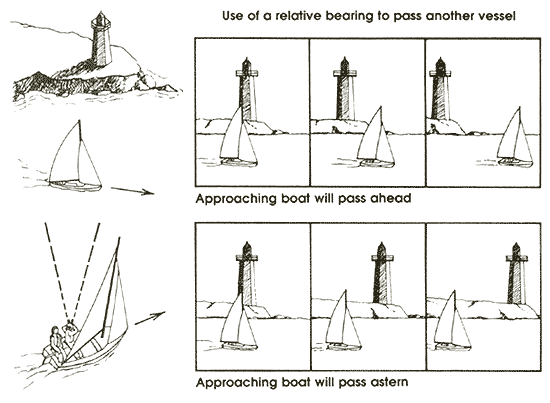 Use of a relative bearing to pass another vessel
Approaching boat will pass ahead
Approaching boat will pass astern